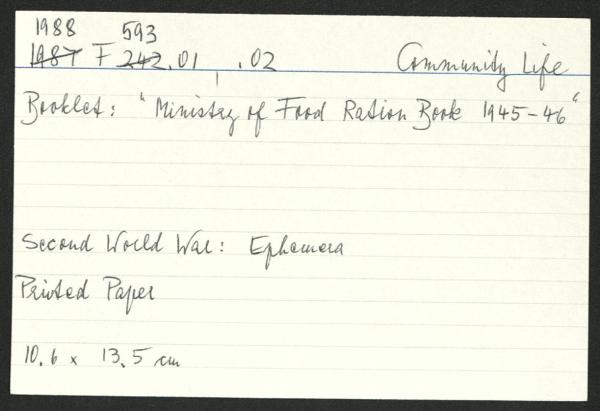 1988 593
1987 F 242.01 .02 Community Life
Booklet: "Ministry of Food Ration Book 1945-46"
Second World War: Ephemera
Printed Paper
10.6 x 13.5 cm